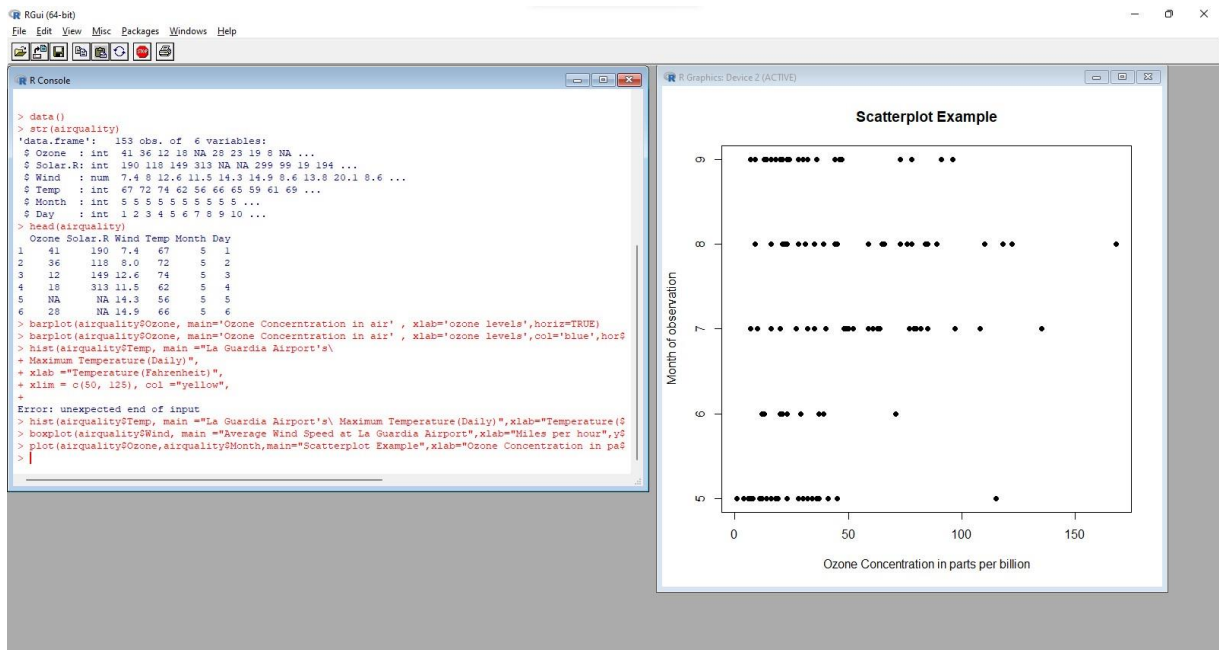 RGui (64-bit)
File Edit View Misc Packages Windows Help
R Console
> data()
> str(airquality)
'data.frame':   153 obs. of  6 variables:
 $ Ozone  : int  41 36 12 18 NA 28 23 19 8 NA ...
 $ Solar.R: int  190 118 149 313 NA NA 299 99 19 194 ...
 $ Wind   : num  7.4 8 12.6 11.5 14.3 14.9 8.6 13.8 20.1 8.6 ...
 $ Temp   : int  67 72 74 62 56 66 65 59 61 69 ...
 $ Month  : int  5 5 5 5 5 5 5 5 5 5 ...
 $ Day    : int  1 2 3 4 5 6 7 8 9 10 ...
> head(airquality)
  Ozone Solar.R Wind Temp Month Day
1    41     190  7.4   67     5   1
2    36     118  8.0   72     5   2
3    12     149 12.6   74     5   3
4    18     313 11.5   62     5   4
5    NA      NA 14.3   56     5   5
6    28      NA 14.9   66     5   6
> barplot(airquality$Ozone, main='Ozone Concerntration in air' , xlab='ozone levels',horiz=TRUE)
> barplot(airquality$Ozone, main='Ozone Concerntration in air' , xlab='ozone levels',col='blue',hor$
> hist(airquality$Temp, main ="La Guardia Airport's\
+ Maximum Temperature(Daily)",
+ xlab ="Temperature(Fahrenheit)",
+ xlim = c(50, 125), col ="yellow",
+
Error: unexpected end of input
> hist(airquality$Temp, main ="La Guardia Airport's\ Maximum Temperature(Daily)",xlab="Temperature($
> boxplot(airquality$Wind, main ="Average Wind Speed at La Guardia Airport",xlab="Miles per hour",y$
> plot(airquality$Ozone,airquality$Month,main="Scatterplot Example",xlab="Ozone Concentration in pa$
>
R Graphics: Device 2 (ACTIVE)
Scatterplot Example
Month of observation
9
8
7
6
5
0 50 100 150
Ozone Concentration in parts per billion